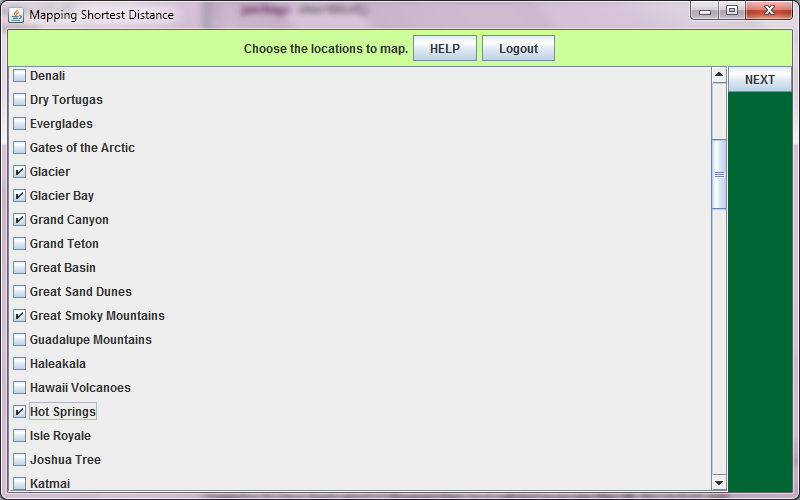 Mapping Shortest Distance
Choose the locations to map. HELP Logout
NEXT
Denali
Dry Tortugas
Everglades
Gates of the Arctic
Glacier
Glacier Bay
Grand Canyon
Grand Teton
Great Basin
Great Sand Dunes
Great Smoky Mountains
Guadalupe Mountains
Haleakala
Hawaii Volcanoes
Hot Springs
Isle Royale
Joshua Tree
Katmai